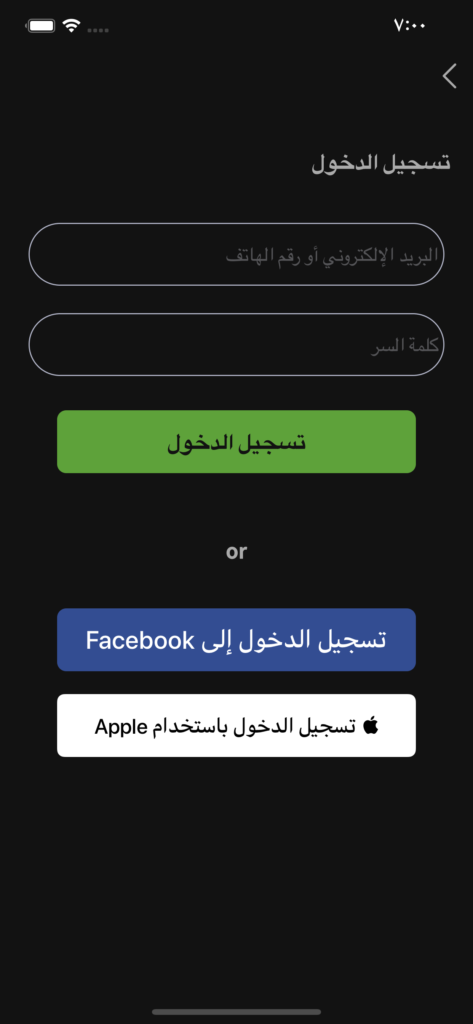 ٧:٠٠
تسجيل الدخول
البريد الإلكتروني أو رقم الهاتف
كلمة السر
تسجيل الدخول
or
تسجيل الدخول إلى Facebook
تسجيل الدخول باستخدام Apple